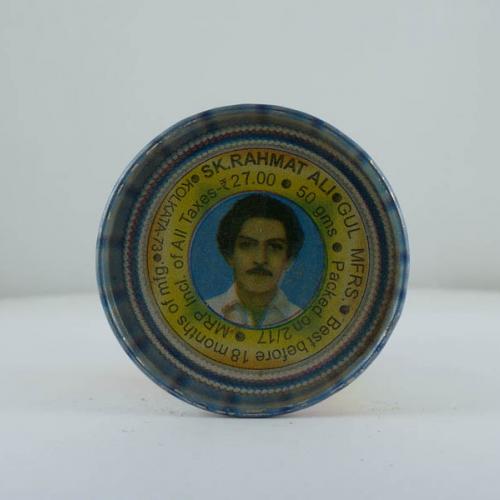 SK.RAHMAT ALI•GUL MFRS.•"Best before 18 months of mfg.•KOLKATA-73•
MRP Incl. of All Taxes-₹27.00 • 50 gms • Packed on 2/17 •